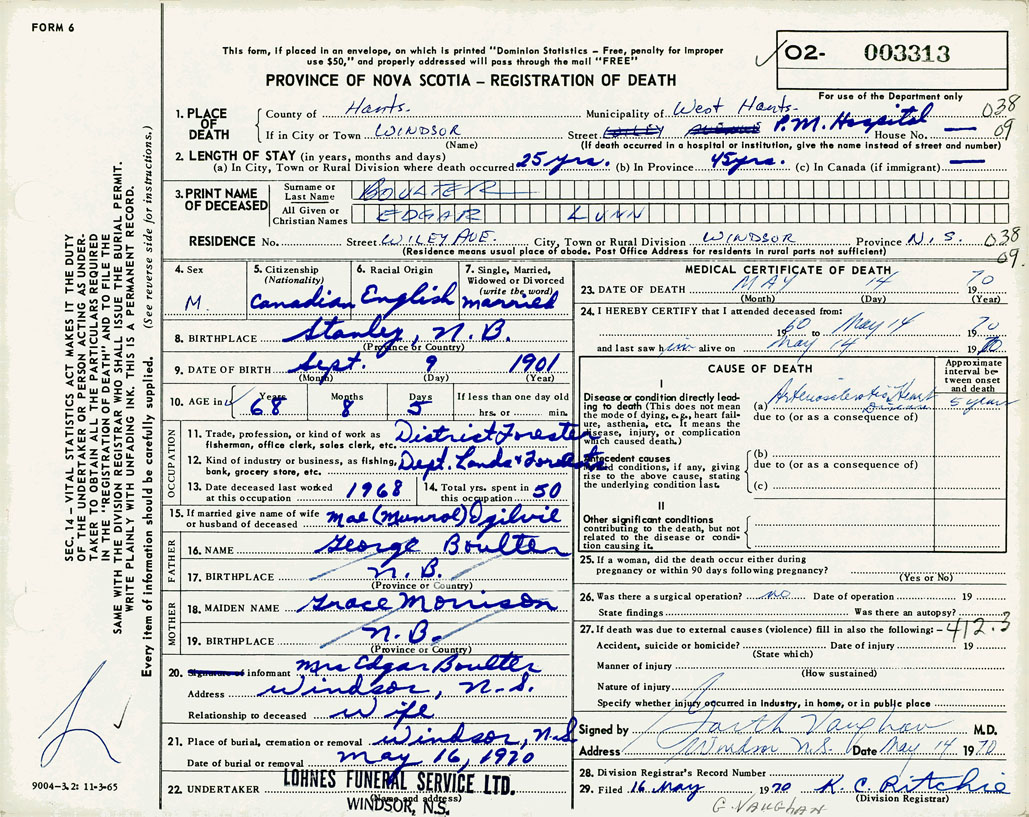 FORM 6
This form, if placed in an envelope, on which is printed "Dominion Statistics – Free, penalty for improper
use $50," and properly addressed will pass through the mail "FREE"
O2- 003313
PROVINCE OF NOVA SCOTIA – REGISTRATION OF DEATH
For use of the Department only
1. PLACE OF DEATH
County of Hants. Municipality of West Hants. 038
If in City or Town WINDSOR Street P.M. Hospital House No. — 09
(Name) (If death occurred in a hospital or institution, give the name instead of street and number)
2. LENGTH OF STAY (in years, months and days)
(a) In City, Town or Rural Division where death occurred 25 yrs. (b) In Province 45 yrs. (c) In Canada (if immigrant) —
3. PRINT NAME OF DECEASED
Surname or Last Name BOULTER
All Given or Christian Names EDGAR LUNN
RESIDENCE No. Street WILEY AVE. City, Town or Rural Division WINDSOR Province N.S. 038
(Residence means usual place of abode. Post Office Address for residents in rural parts not sufficient) 09.
SEC. 14 – VITAL STATISTICS ACT MAKES IT THE DUTY
OF THE UNDERTAKER OR PERSON ACTING AS UNDER-
TAKER TO OBTAIN ALL THE PARTICULARS REQUIRED
IN THE "REGISTRATION OF DEATH" AND TO FILE THE
SAME WITH THE DIVISION REGISTRAR WHO SHALL ISSUE THE BURIAL PERMIT.
WRITE PLAINLY WITH UNFADING INK. THIS IS A PERMANENT RECORD.
Every item of information should be carefully supplied. (See reverse side for instructions.)
4. Sex M.
5. Citizenship (Nationality) Canadian
6. Racial Origin English
7. Single, Married, Widowed or Divorced (write the word) Married
8. BIRTHPLACE Stanley, N.B.
(Province or Country)
9. DATE OF BIRTH Sept. 9 1901
(Month) (Day) (Year)
10. AGE in Years 68 Months 8 Days 5 If less than one day old
hrs. or min.
OCCUPATION
11. Trade, profession, or kind of work as
fisherman, office clerk, sales clerk, etc. District Forester
12. Kind of industry or business, as fishing,
bank, grocery store, etc. Dept. Lands & Forests
13. Date deceased last worked
at this occupation 1968
14. Total yrs. spent in
this occupation 50
15. If married give name of wife
or husband of deceased Mae (Munrol) Ogilvie
FATHER
16. NAME George Boulter
17. BIRTHPLACE N.B.
(Province or Country)
MOTHER
18. MAIDEN NAME Grace Morrison
19. BIRTHPLACE N.B.
(Province or Country)
20. Signature of informant Mrs Edgar Boulter
Address Windsor, N.S.
Relationship to deceased Wife
21. Place of burial, cremation or removal Windsor, N.S
Date of burial or removal May 16, 1970
22. UNDERTAKER LOHNES FUNERAL SERVICE LTD.
(Name and address)
WINDSOR, N.S.
9004-3.2: 11-3-65
MEDICAL CERTIFICATE OF DEATH
23. DATE OF DEATH MAY 14 1970
(Month) (Day) (Year)
24. I HEREBY CERTIFY that I attended deceased from:
1960 to May 14 1970
and last saw him alive on May 14 1970
CAUSE OF DEATH
Approximate interval between onset and death
I
Disease or condition directly lead-
ing to death (This does not mean
the mode of dying, e.g., heart fail-
ure, asthenia, etc. It means the
disease, injury, or complication
which caused death.)
(a) Arteriosclerotic Heart Disease 5 years
due to (or as a consequence of)
Antecedent causes
Morbid conditions, if any, giving
rise to the above cause, stating
the underlying condition last.
(b)
due to (or as a consequence of)
(c)
II
Other significant conditions
contributing to the death, but not
related to the disease or condi-
tion causing it.
25. If a woman, did the death occur either during
pregnancy or within 90 days following pregnancy?
(Yes or No)
26. Was there a surgical operation? no Date of operation 19
State findings Was there an autopsy?
27. If death was due to external causes (violence) fill in also the following: – 412.3
Accident, suicide or homicide? Date of injury 19
(State which)
Manner of injury
(How sustained)
Nature of injury
Specify whether injury occurred in Industry, in home, or in public place
Signed by Garth Vaughan M.D.
Address Windsor N.S. Date May 14 1970
28. Division Registrar's Record Number
29. Filed 16 May 1970 K. C. Ritchie
(Division Registrar)
G. VAUGHAN